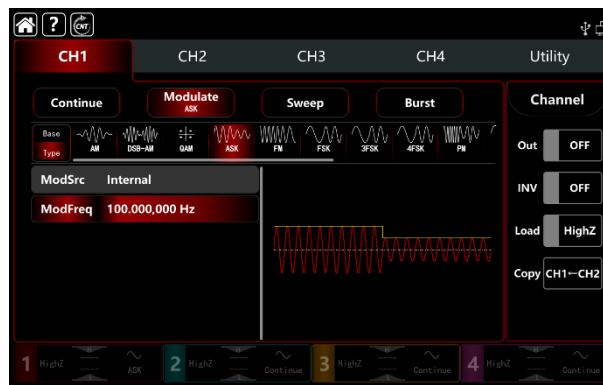 CNT
CH1 CH2 CH3 CH4 Utility
Continue Modulate ASK Sweep Burst Channel
Base Type AM DSB-AM QAM ASK FM FSK 3FSK 4FSK PM
Out OFF
ModSrc Internal
INV OFF
ModFreq 100.000,000 Hz
Load HighZ
Copy CH1←CH2
1 HighZ ASK 2 HighZ Continue 3 HighZ Continue 4 HighZ Continue